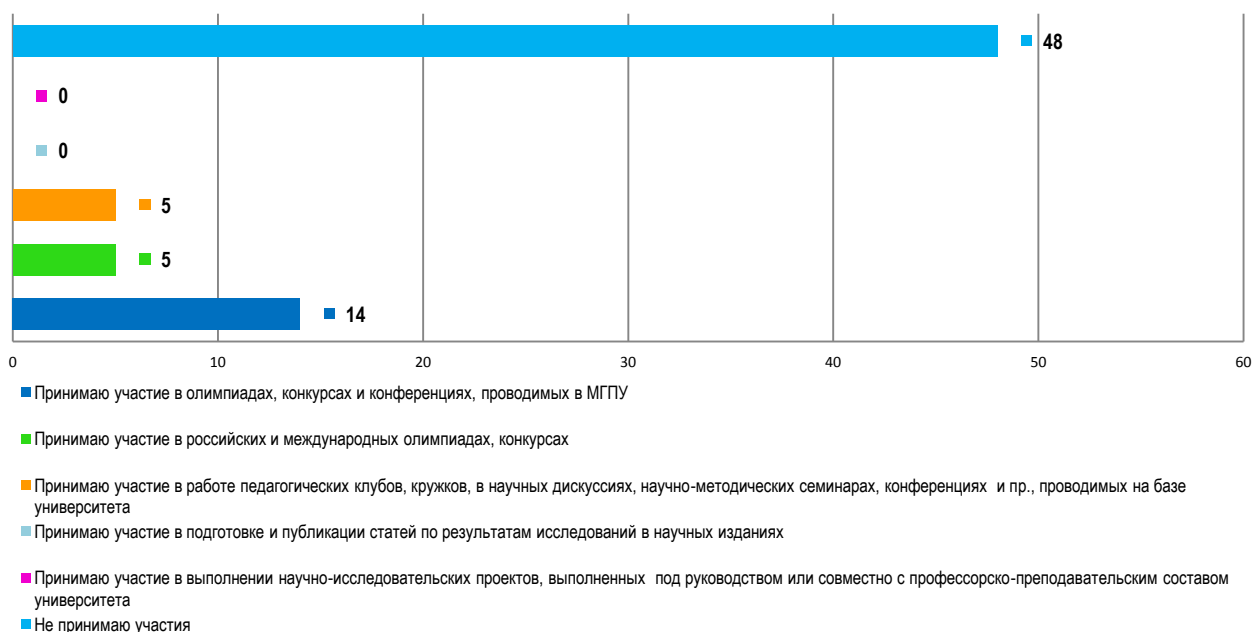 48
0
0
5
5
14
0 10 20 30 40 50 60
Принимаю участие в олимпиадах, конкурсах и конференциях, проводимых в МГПУ
Принимаю участие в российских и международных олимпиадах, конкурсах
Принимаю участие в работе педагогических клубов, кружков, в научных дискуссиях, научно-методических семинарах, конференциях и пр., проводимых на базе
университета
Принимаю участие в подготовке и публикации статей по результатам исследований в научных изданиях
Принимаю участие в выполнении научно-исследовательских проектов, выполненных под руководством или совместно с профессорско-преподавательским составом
университета
Не принимаю участия